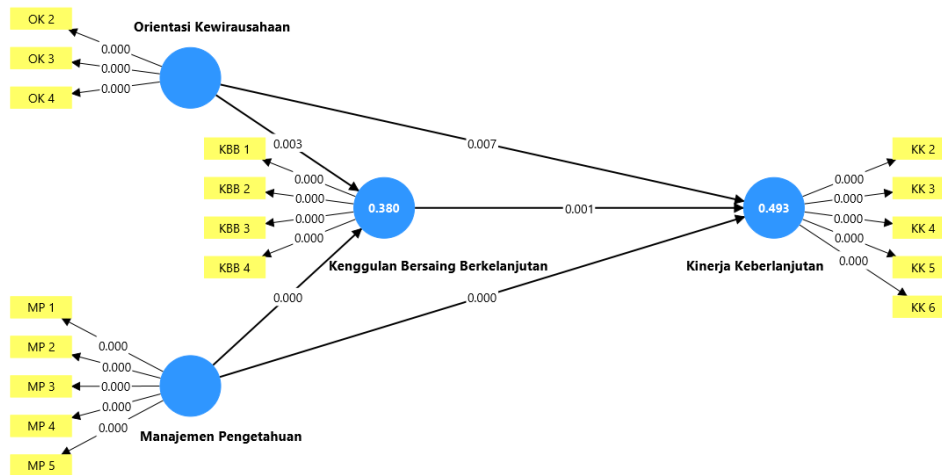 Orientasi Kewirausahaan
OK 2
OK 3
OK 4
0.000
0.000
0.000
0.003
0.007
KBB 1
KBB 2
KBB 3
KBB 4
0.000
0.000
0.000
0.000
0.380
Kenggulan Bersaing Berkelanjutan
0.001
0.493
Kinerja Keberlanjutan
KK 2
KK 3
KK 4
KK 5
KK 6
0.000
0.000
0.000
0.000
0.000
0.000
0.000
MP 1
MP 2
MP 3
MP 4
MP 5
0.000
0.000
0.000
0.000
0.000
Manajemen Pengetahuan